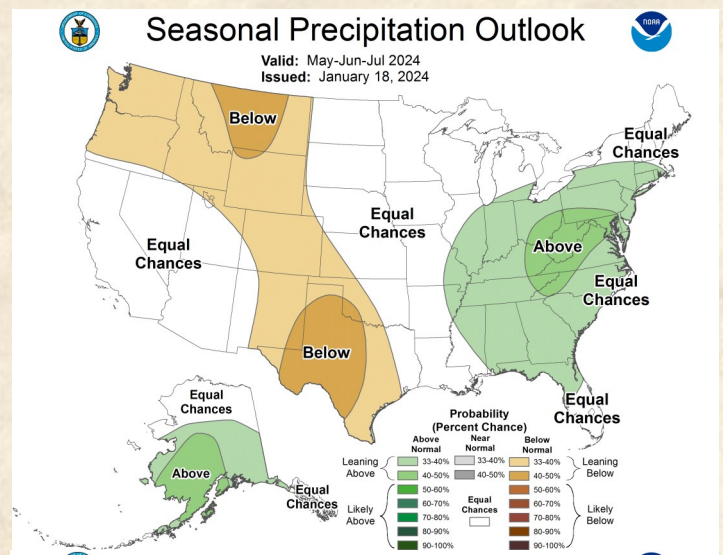 Seasonal Precipitation Outlook
NOAA
Valid: May-Jun-Jul 2024
Issued: January 18, 2024
Below
Equal
Chances
Equal
Chances
Equal
Chances
Above
Equal
Chances
Below
Equal
Chances
Equal
Chances
Above
Equal
Chances
Probability
(Percent Chance)
Above
Normal
Near
Normal
Below
Normal
Leaning
Above
33-40%
33-40%
33-40%
Leaning
Below
40-50%
40-50%
40-50%
Likely
Above
50-60%
50-60%
Likely
Below
60-70%
60-70%
Equal
Chances
70-80%
70-80%
80-90%
80-90%
90-100%
90-100%